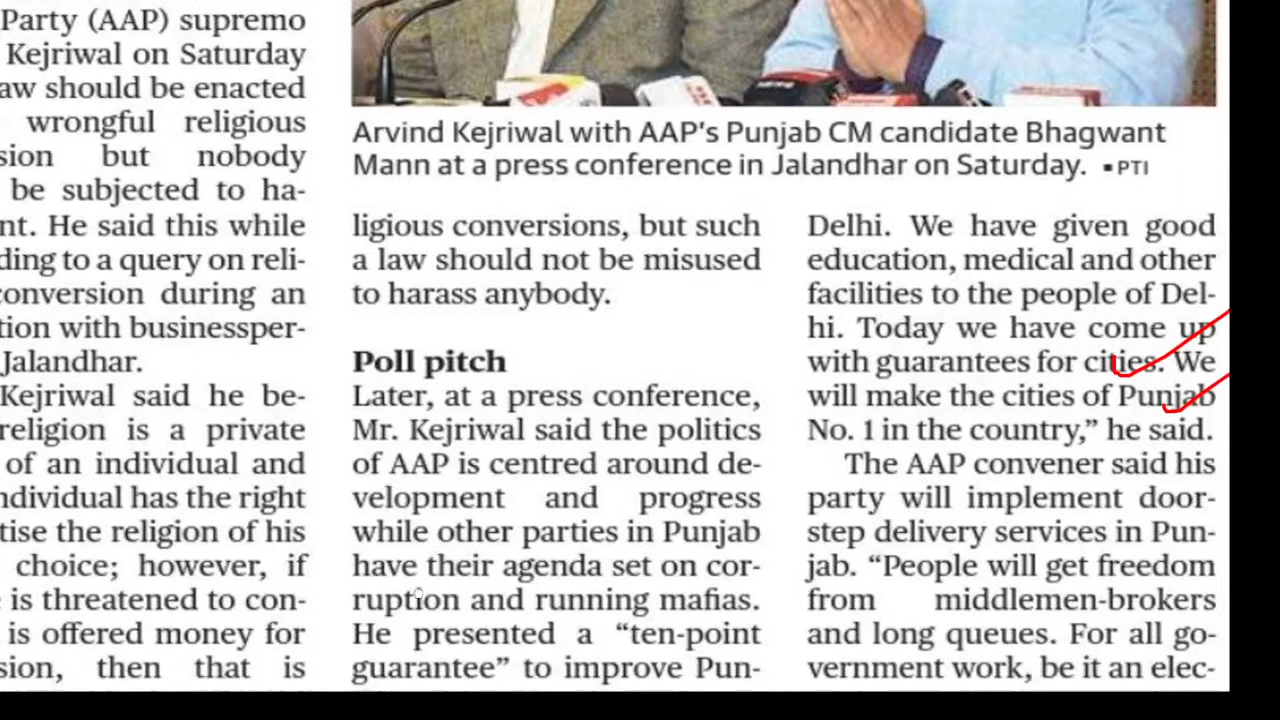 Party (AAP) supremo
Kejriwal on Saturday
aw should be enacted
wrongful religious
sion but nobody
be subjected to ha-
nt. He said this while
ding to a query on reli-
conversion during an
tion with businessper-
Jalandhar.
Kejriwal said he be-
religion is a private
of an individual and
ndividual has the right
tise the religion of his
choice; however, if
is threatened to con-
is offered money for
sion, then that is
Arvind Kejriwal with AAP's Punjab CM candidate Bhagwant
Mann at a press conference in Jalandhar on Saturday. ▪PTI
ligious conversions, but such
a law should not be misused
to harass anybody.
Poll pitch
Later, at a press conference,
Mr. Kejriwal said the politics
of AAP is centred around de-
velopment and progress
while other parties in Punjab
have their agenda set on cor-
ruption and running mafias.
He presented a “ten-point
guarantee” to improve Pun-
Delhi. We have given good
education, medical and other
facilities to the people of Del-
hi. Today we have come up
with guarantees for cities. We
will make the cities of Punjab
No. 1 in the country,” he said.
The AAP convener said his
party will implement door-
step delivery services in Pun-
jab. “People will get freedom
from middlemen-brokers
and long queues. For all go-
vernment work, be it an elec-